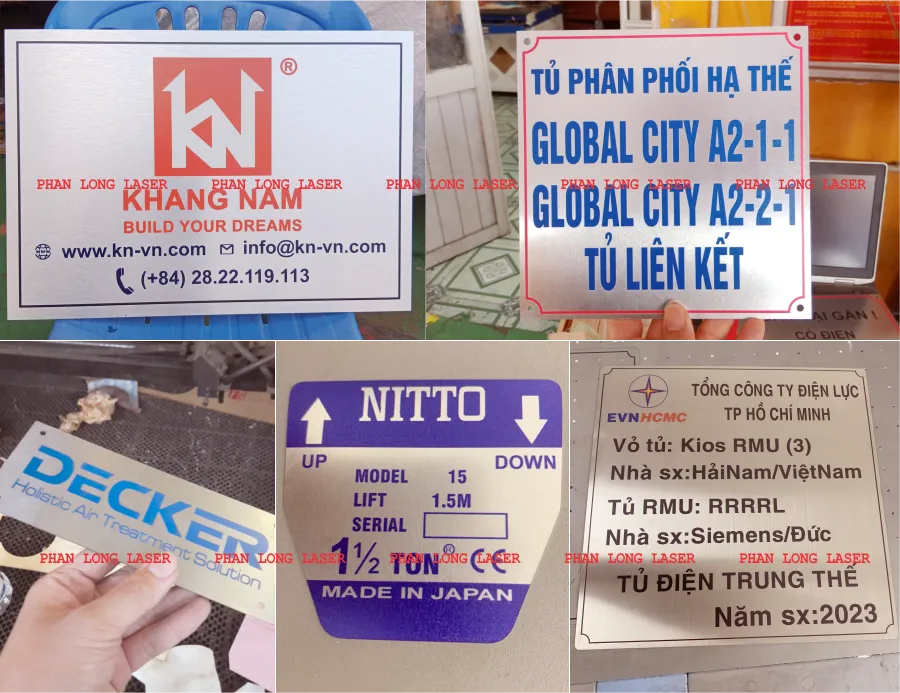 KN
®
KHANG NAM
BUILD YOUR DREAMS
www.kn-vn.com info@kn-vn.com
(+84) 28.22.119.113
TỦ PHÂN PHỐI HẠ THẾ
GLOBAL CITY A2-1-1
GLOBAL CITY A2-2-1
TỦ LIÊN KẾT
PHAN LONG LASER PHAN LONG LASER PHAN LONG LASER PHAN LONG LASER PHAN LONG LASER
CÓ ĐIỆN
DECKER
Holistic Air Treatment Solution
NITTO
UP DOWN
MODEL 15
LIFT 1.5M
SERIAL
1 1/2 TON® CE
MADE IN JAPAN
EVNHCMC
TỔNG CÔNG TY ĐIỆN LỰC
TP HỒ CHÍ MINH
Vỏ tủ: Kios RMU (3)
Nhà sx:HảiNam/ViệtNam
Tủ RMU: RRRRL
Nhà sx:Siemens/Đức
TỦ ĐIỆN TRUNG THẾ
Năm sx:2023
PHAN LONG LASER PHAN LONG LASER PHAN LONG LASER PHAN LONG LASER PHAN LONG LASER